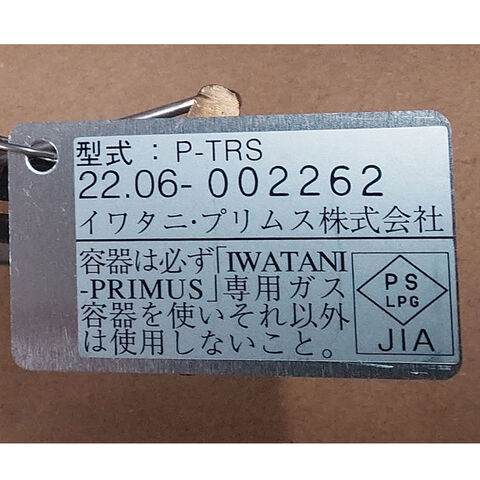 型式 : P-TRS
22.06-002262
イワタニ・プリムス株式会社
容器は必ず「IWATANI
-PRIMUS」専用ガス
容器を使いそれ以外
は使用しないこと。
PS
LPG
JIA